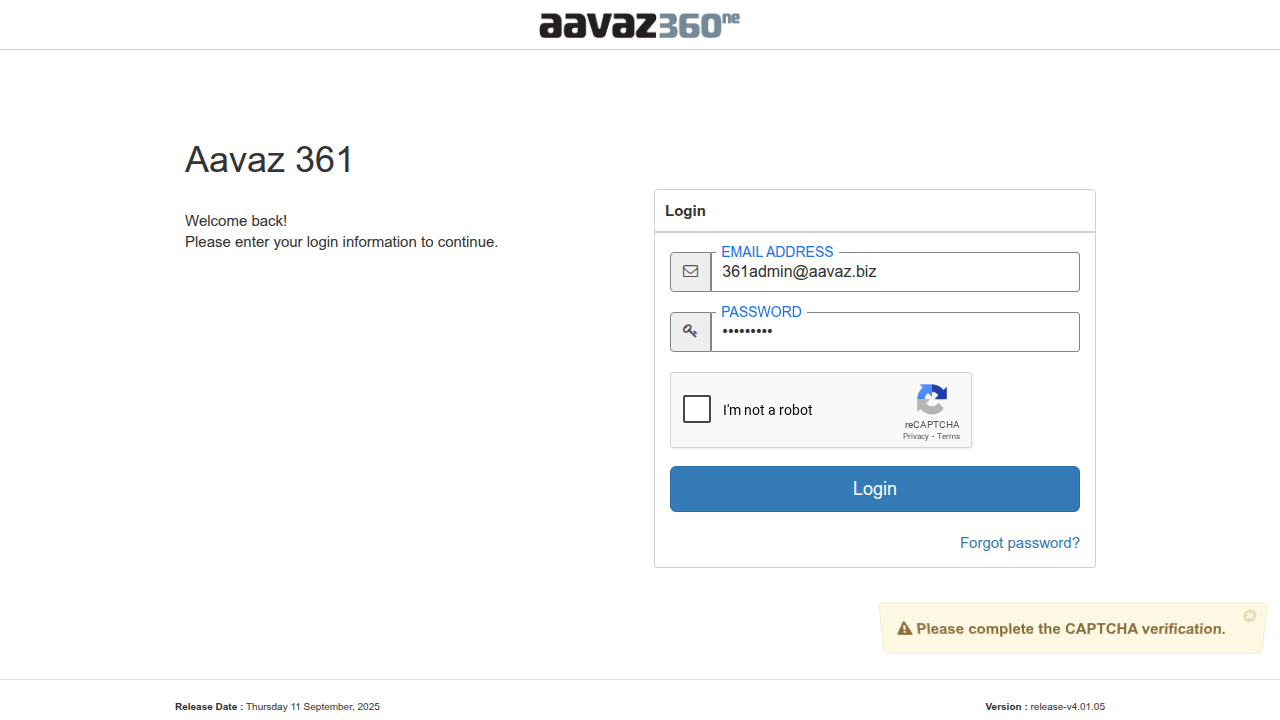 aavaz360ne
Aavaz 361
Welcome back!
Please enter your login information to continue.
Login
EMAIL ADDRESS
361admin@aavaz.biz
PASSWORD
•••••••••
I'm not a robot
reCAPTCHA
Privacy - Terms
Login
Forgot password?
Please complete the CAPTCHA verification.
Release Date : Thursday 11 September, 2025
Version : release-v4.01.05